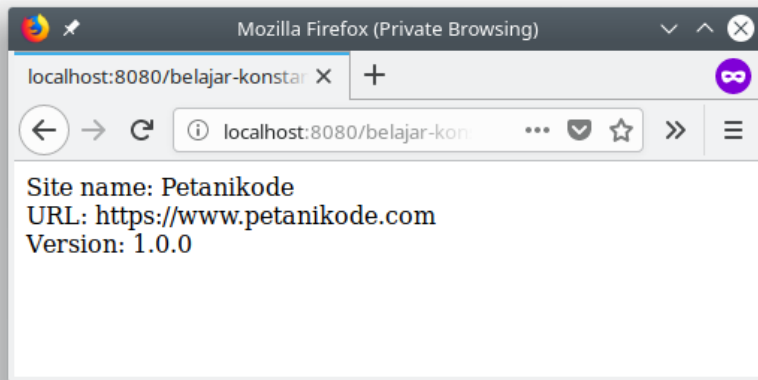 Mozilla Firefox (Private Browsing)
localhost:8080/belajar-konstan
localhost:8080/belajar-kon
Site name: Petanikode
URL: https://www.petanikode.com
Version: 1.0.0